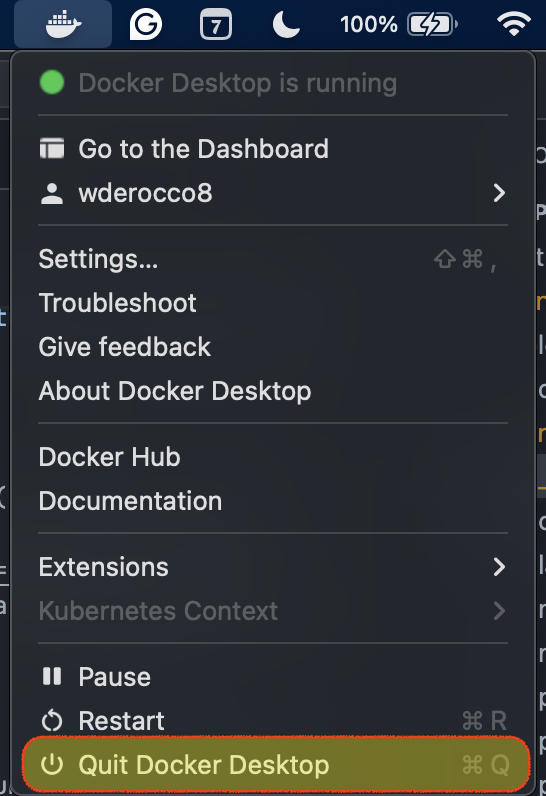 7 100%
Docker Desktop is running
Go to the Dashboard
wderocco8
Settings... ⇧⌘,
Troubleshoot
Give feedback
About Docker Desktop
Docker Hub
Documentation
Extensions
Kubernetes Context
Pause
Restart ⌘R
Quit Docker Desktop ⌘Q